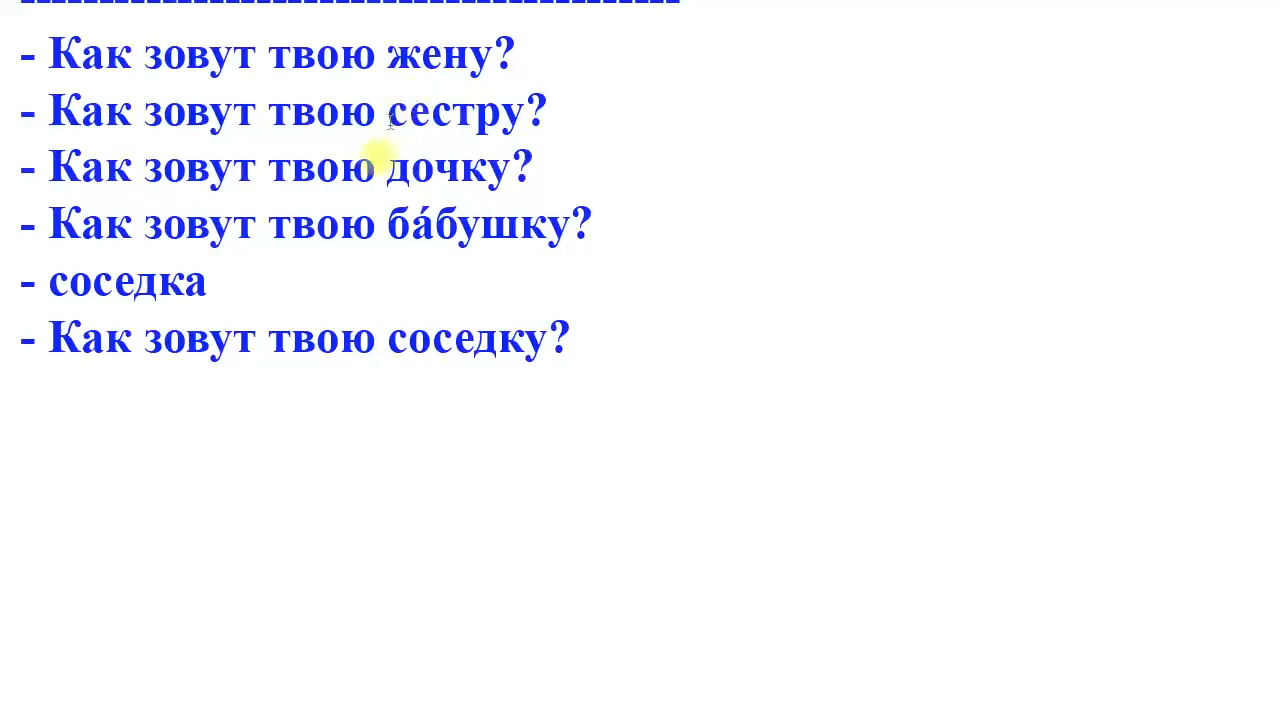 - Как зовут твою жену?
- Как зовут твою сестру?
- Как зовут твою дочку?
- Как зовут твою ба́бушку?
- соседка
- Как зовут твою соседку?